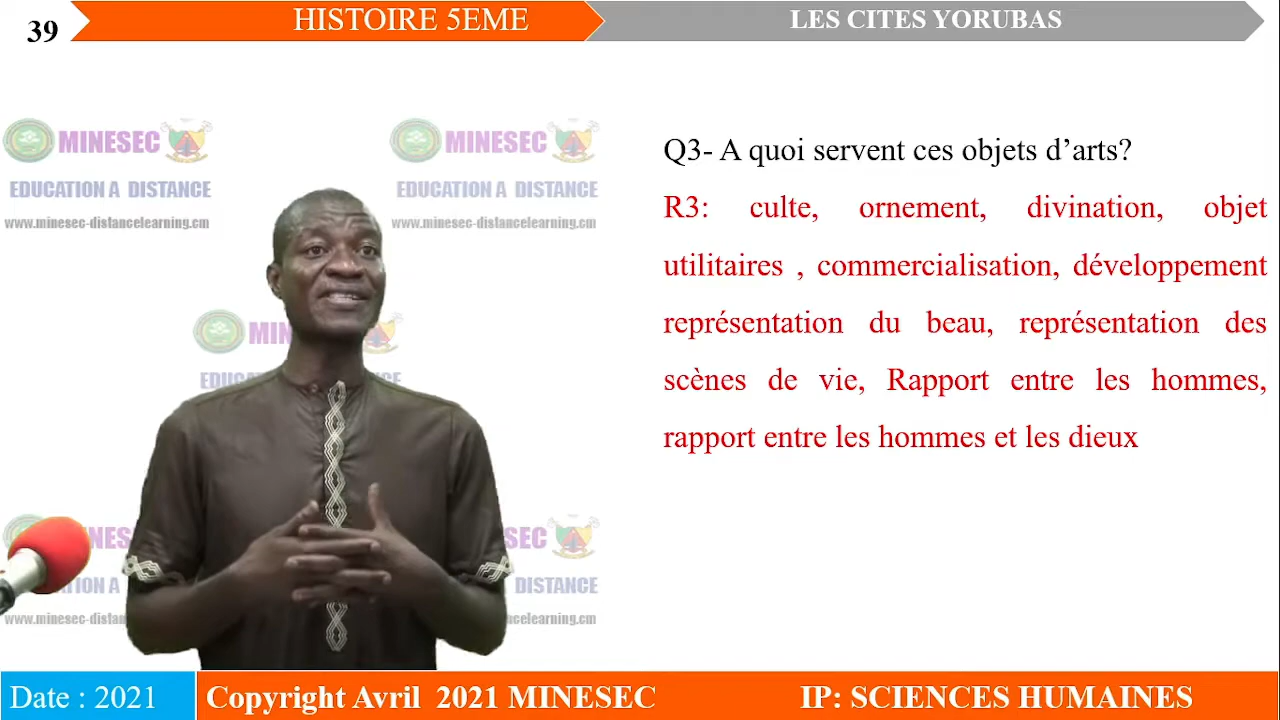 39
HISTOIRE 5EME
LES CITES YORUBAS
MINESEC
EDUCATION A DISTANCE
www.minesec-distancelearning.cm
MINESEC
EDUCATION A DISTANCE
www.minesec-distancelearning.cm
Q3- A quoi servent ces objets d’arts?
R3: culte, ornement, divination, objet
utilitaires , commercialisation, développement
représentation du beau, représentation des
scènes de vie, Rapport entre les hommes,
rapport entre les hommes et les dieux
Date : 2021
Copyright Avril 2021 MINESEC
IP: SCIENCES HUMAINES